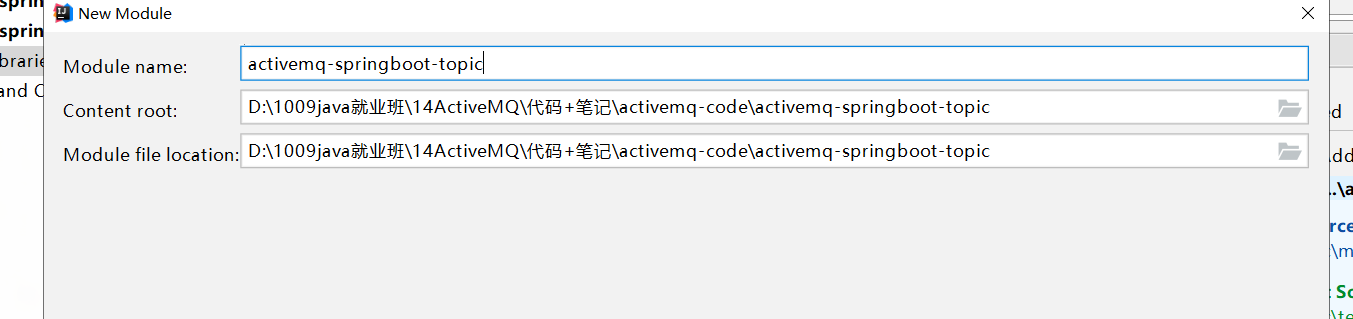 New Module
spring
Module name: activemq-springboot-topic
Content root: D:\1009java就业班\14ActiveMQ\代码+笔记\activemq-code\activemq-springboot-topic
Module file location: D:\1009java就业班\14ActiveMQ\代码+笔记\activemq-code\activemq-springboot-topic